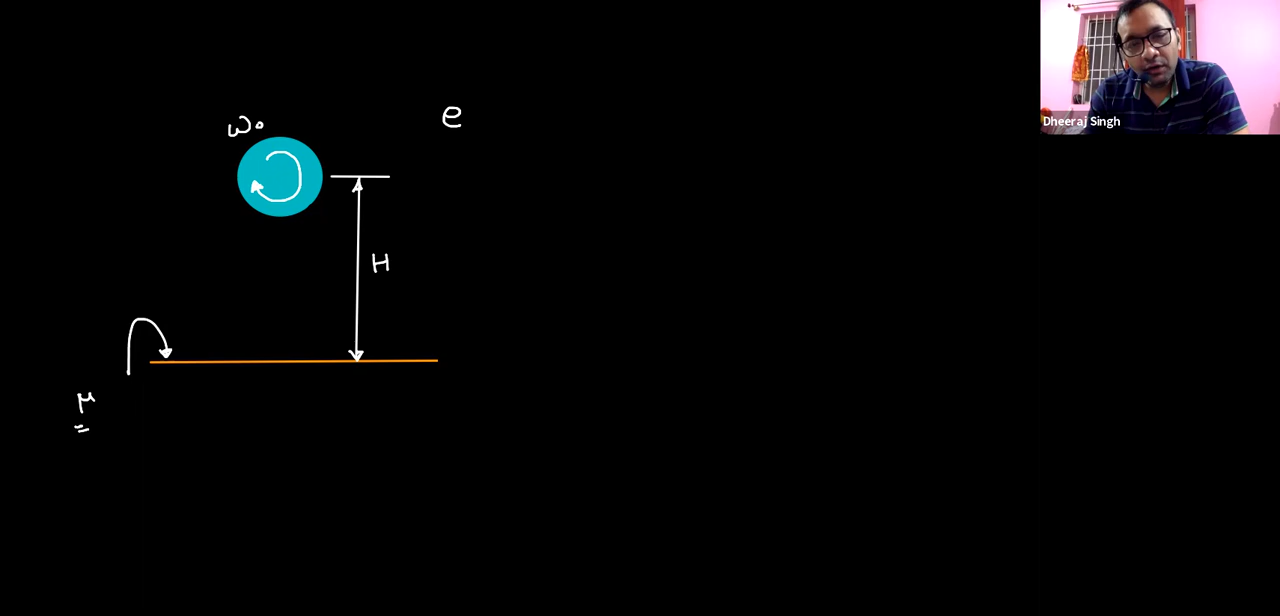 ω₀
e
H
μ
Dheeraj Singh